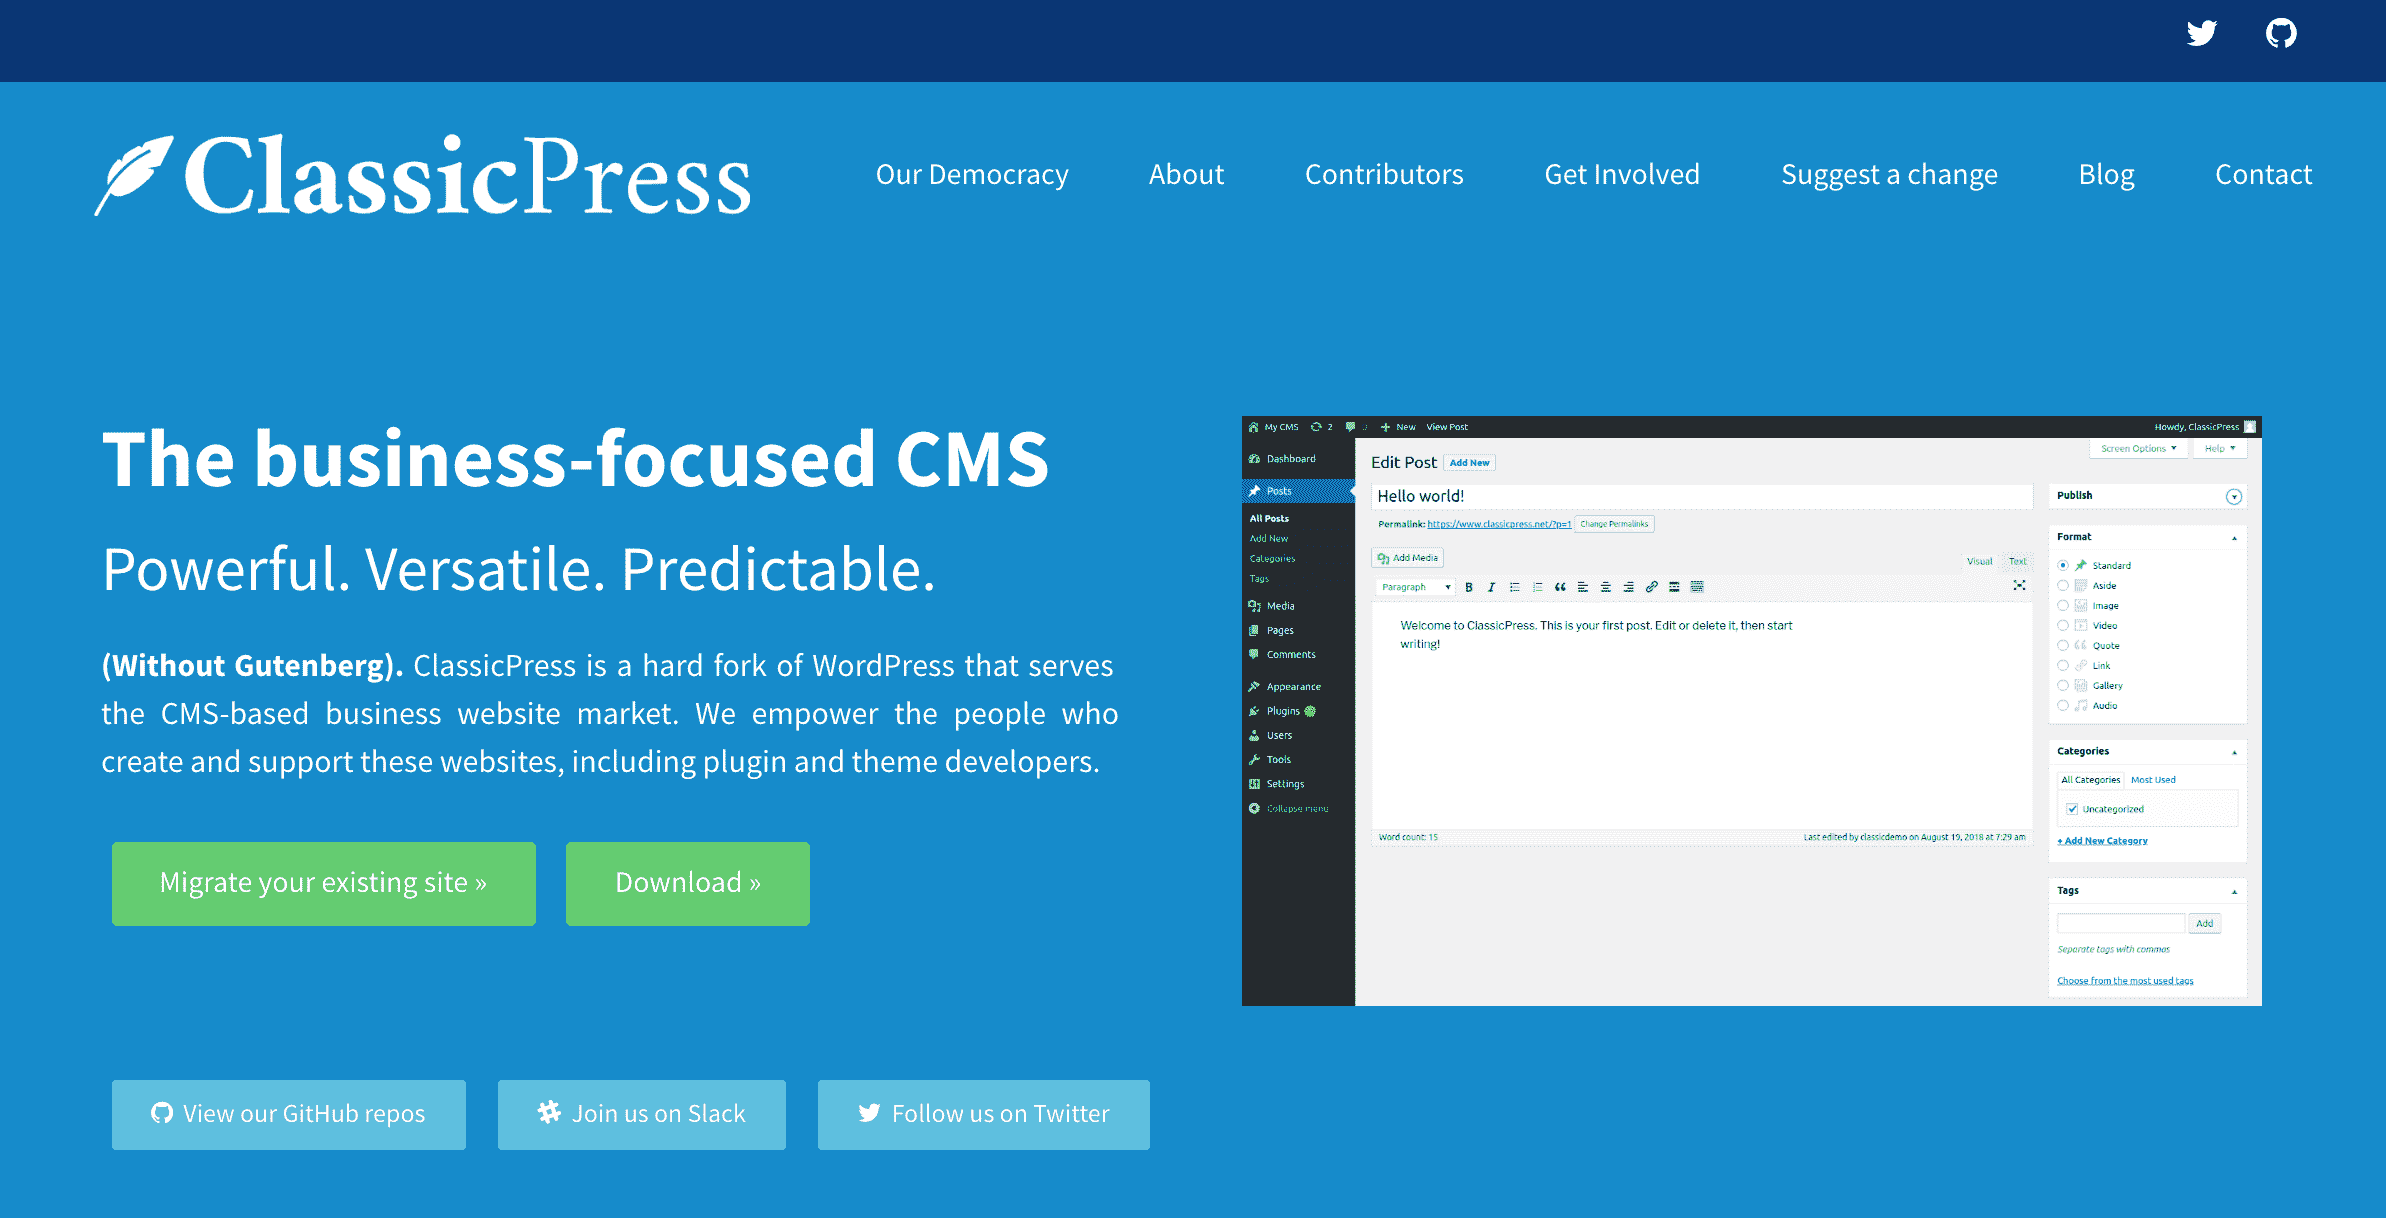 ClassicPress
Our Democracy About Contributors Get Involved Suggest a change Blog Contact
The business-focused CMS
Powerful. Versatile. Predictable.
(Without Gutenberg). ClassicPress is a hard fork of WordPress that serves
the CMS-based business website market. We empower the people who
create and support these websites, including plugin and theme developers.
Migrate your existing site » Download »
View our GitHub repos Join us on Slack Follow us on Twitter
My CMS 2 New View Post Howdy, ClassicPress
Screen Options Help
Dashboard
Posts
All Posts
Add New
Categories
Tags
Media
Pages
Comments
Appearance
Plugins
Users
Tools
Settings
Collapse menu
Edit Post Add New
Hello world!
Permalink: https://www.classicpress.net/?p=1 Change Permalinks
Add Media
Visual Text
Paragraph B I
Welcome to ClassicPress. This is your first post. Edit or delete it, then start
writing!
Word count: 15 Last edited by classicdemo on August 19, 2018 at 7:29 am
Publish
Format
Standard
Aside
Image
Video
Quote
Link
Gallery
Audio
Categories
All Categories Most Used
Uncategorized
+ Add New Category
Tags
Add
Separate tags with commas
Choose from the most used tags